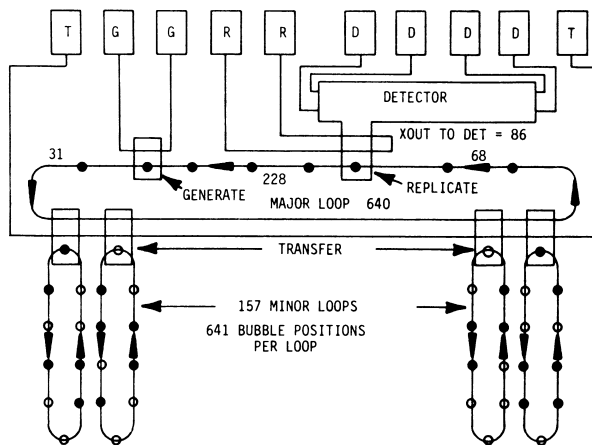 T G G R R D D D D T
DETECTOR
XOUT TO DET = 86
31
68
GENERATE
228
REPLICATE
MAJOR LOOP 640
TRANSFER
157 MINOR LOOPS
641 BUBBLE POSITIONS
PER LOOP